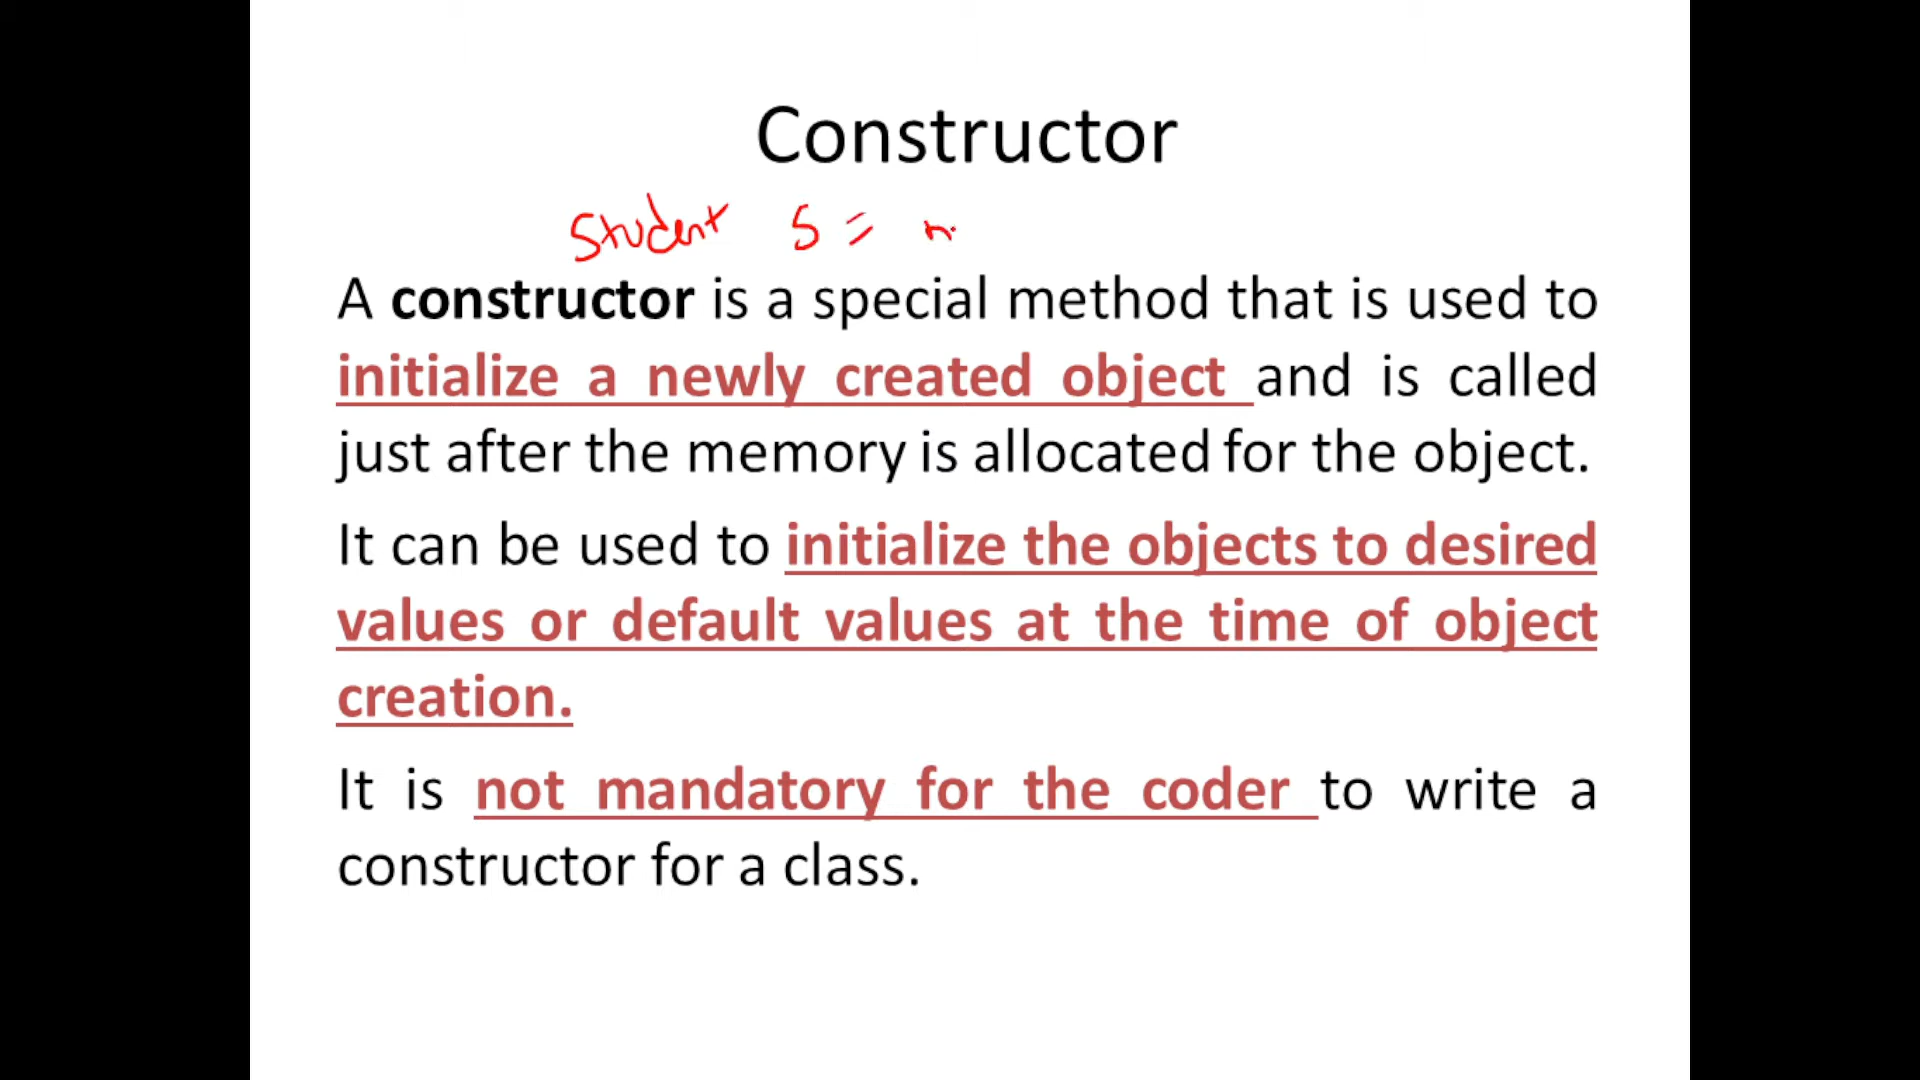 Constructor
Student S = n
A constructor is a special method that is used to
initialize a newly created object and is called
just after the memory is allocated for the object.
It can be used to initialize the objects to desired
values or default values at the time of object
creation.
It is not mandatory for the coder to write a
constructor for a class.